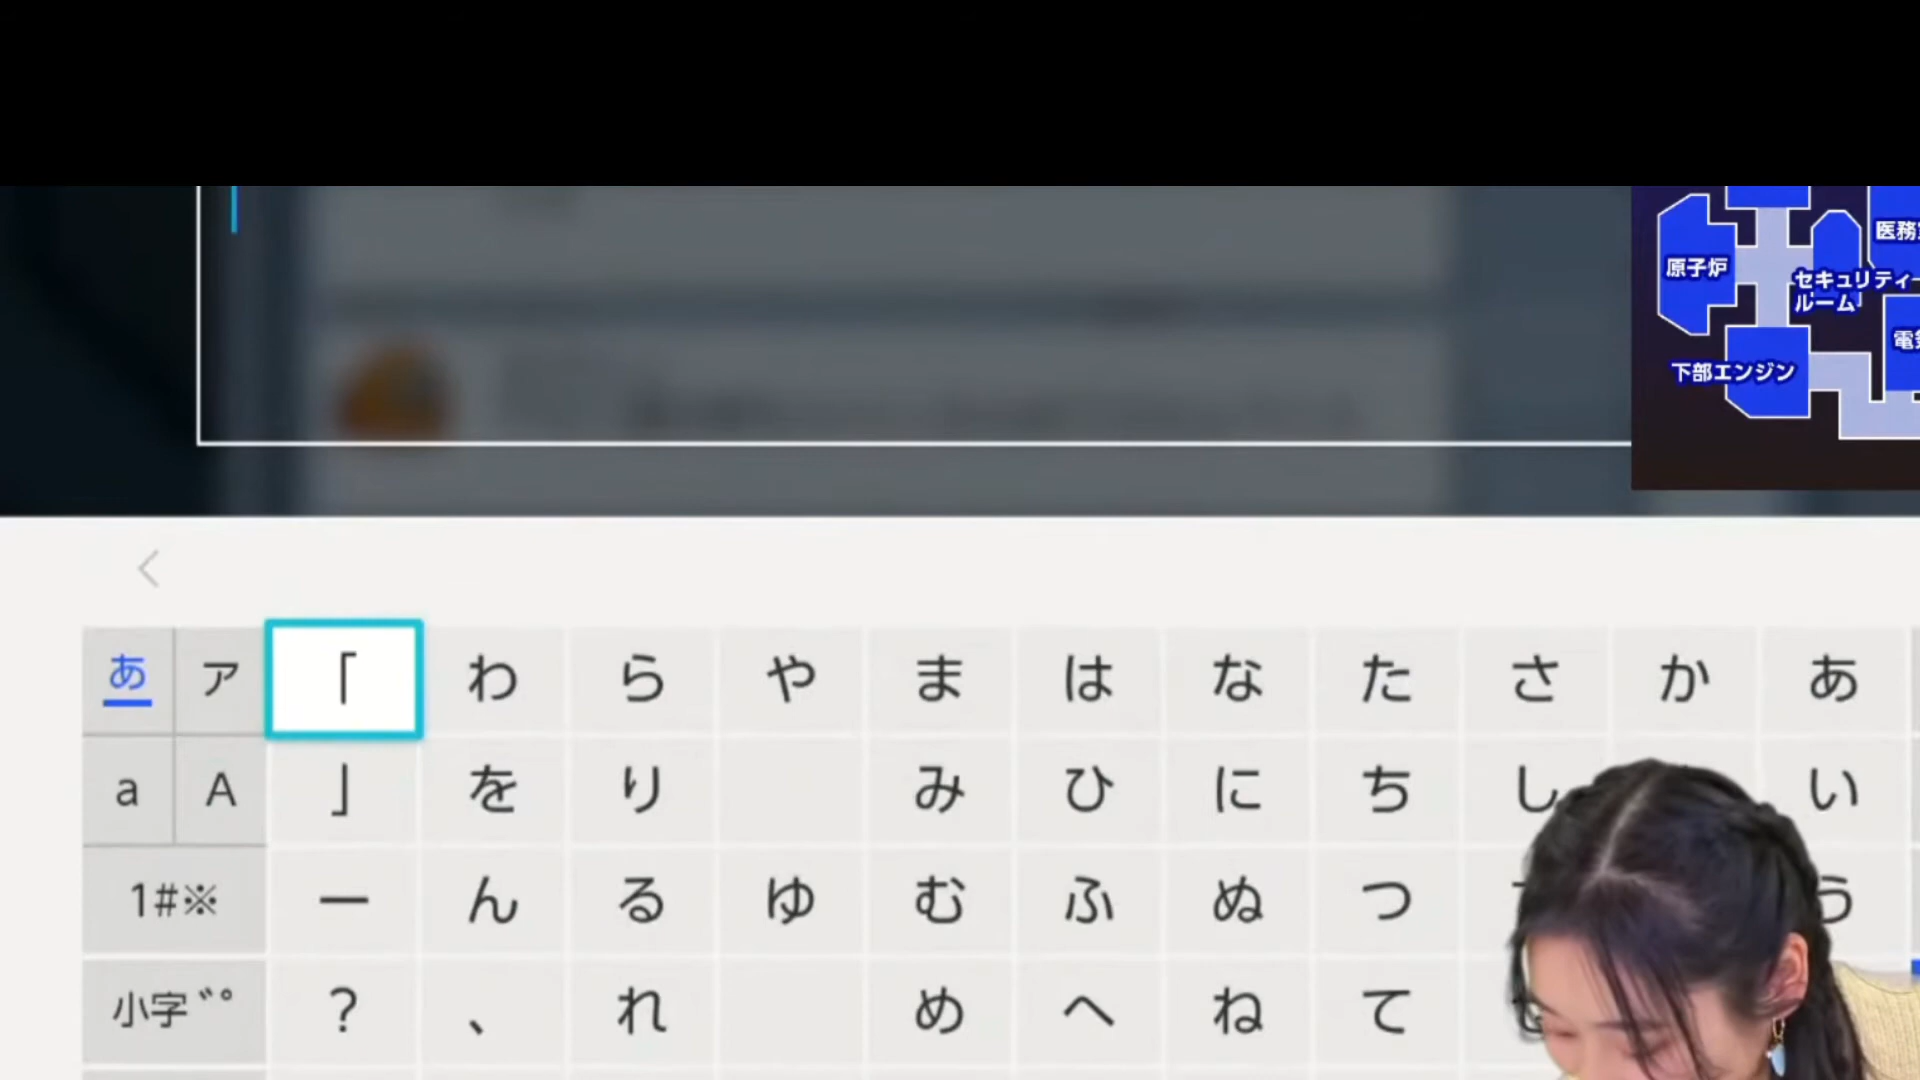 医務
原子炉
セキュリティー
ルーム
電
下部エンジン
あ ア 「 わ ら や ま は な た さ か あ
a A 」 を り み ひ に ち し い
1#※ ー ん る ゆ む ふ ぬ つ う
小字゛゜ ? 、 れ め へ ね て